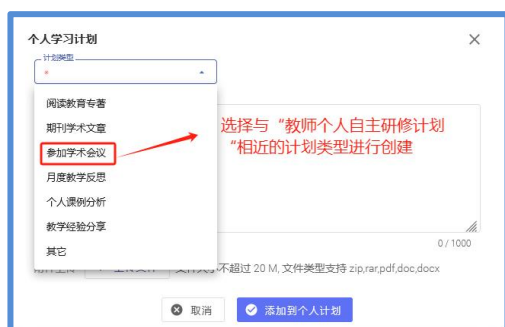 个人学习计划
计划类型
*
阅读教育专著
期刊学术文章
参加学术会议
选择与“教师个人自主研修计划
“相近的计划类型进行创建
月度教学反思
个人课例分析
教学经验分享
其它
0 / 1000
不超过 20 M, 文件类型支持 zip,rar,pdf,doc,docx
取消
添加到个人计划